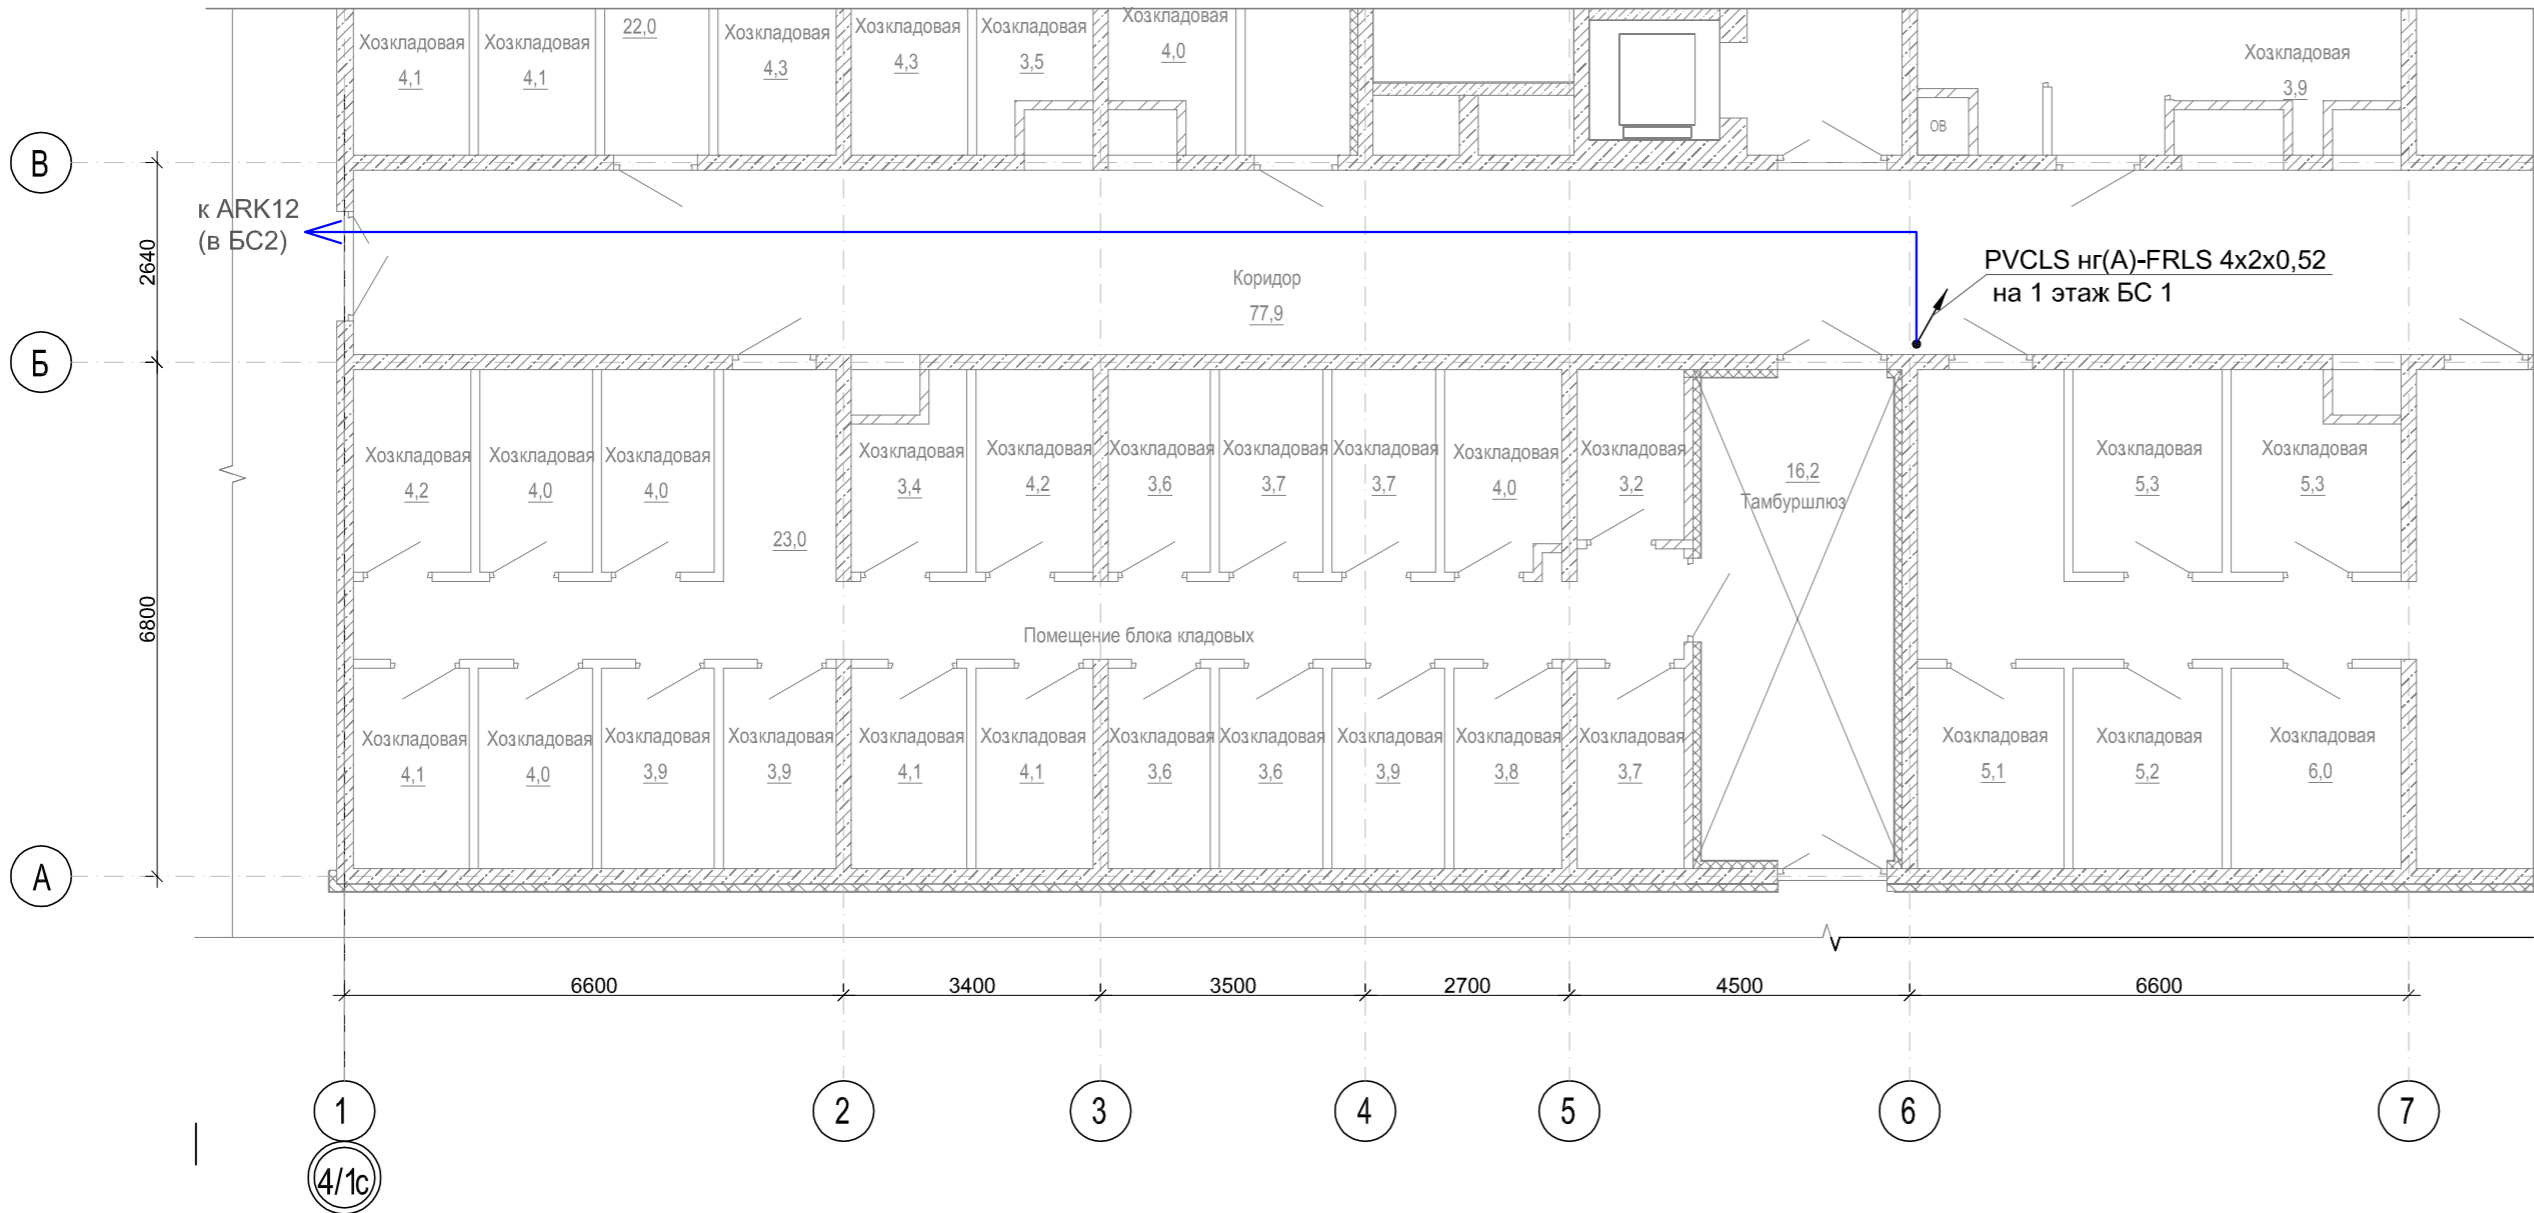 Хозкладовая
4,1
Хозкладовая
4,1
22,0
Хозкладовая
4,3
Хозкладовая
4,3
Хозкладовая
3,5
Хозкладовая
4,0
Хозкладовая
3,9
ОВ
В
к ARK12
(в БС2)
2640
Коридор
77,9
PVCLS нг(А)-FRLS 4x2x0,52
на 1 этаж БС 1
Б
Хозкладовая
4,2
Хозкладовая
4,0
Хозкладовая
4,0
23,0
Хозкладовая
3,4
Хозкладовая
4,2
Хозкладовая
3,6
Хозкладовая
3,7
Хозкладовая
3,7
Хозкладовая
4,0
Хозкладовая
3,2
16,2
Тамбуршлюз
Хозкладовая
5,3
Хозкладовая
5,3
6800
Помещение блока кладовых
Хозкладовая
4,1
Хозкладовая
4,0
Хозкладовая
3,9
Хозкладовая
3,9
Хозкладовая
4,1
Хозкладовая
4,1
Хозкладовая
3,6
Хозкладовая
3,6
Хозкладовая
3,9
Хозкладовая
3,8
Хозкладовая
3,7
Хозкладовая
5,1
Хозкладовая
5,2
Хозкладовая
6,0
А
6600
3400
3500
2700
4500
6600
1
2
3
4
5
6
7
4/1с